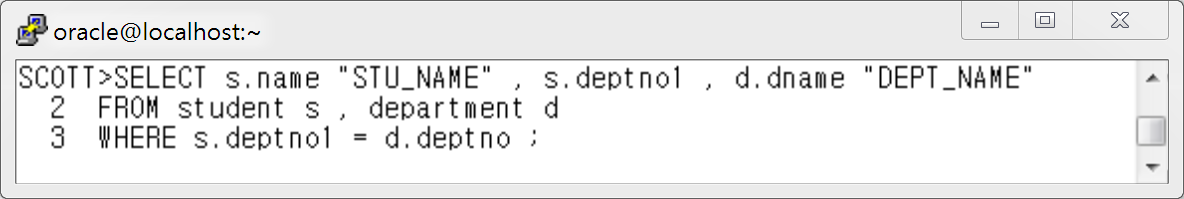 oracle@localhost:~
SCOTT>SELECT s.name "STU_NAME" , s.deptno1 , d.dname "DEPT_NAME"
2 FROM student s , department d
3 WHERE s.deptno1 = d.deptno ;